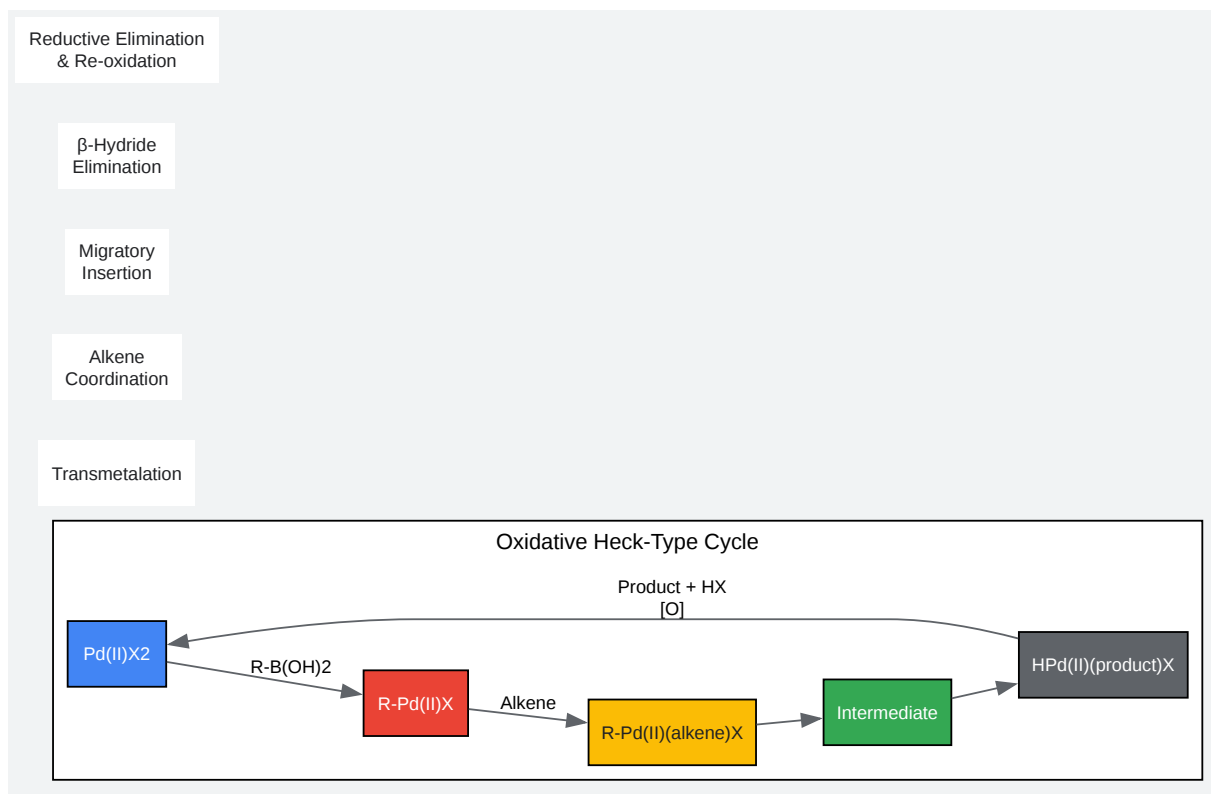 Reductive Elimination
& Re-oxidation
β-Hydride
Elimination
Migratory
Insertion
Alkene
Coordination
Transmetalation
Oxidative Heck-Type Cycle
Product + HX
[O]
Pd(II)X2
R-B(OH)2
R-Pd(II)X
Alkene
R-Pd(II)(alkene)X
Intermediate
HPd(II)(product)X